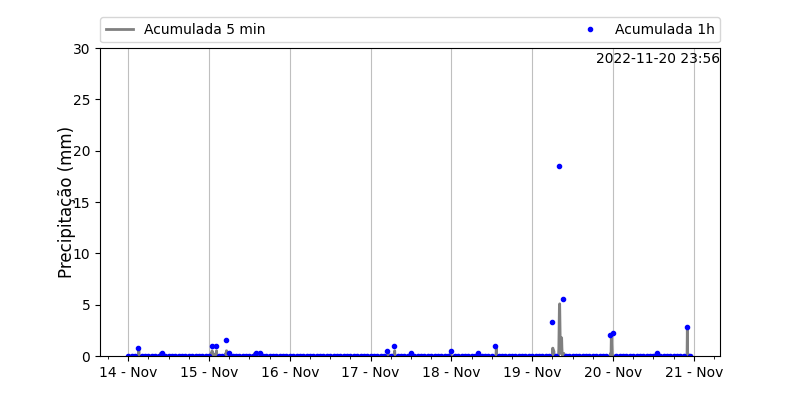 Acumulada 5 min
Acumulada 1h
2022-11-20 23:56
Precipitação (mm)
30
25
20
15
10
5
0
14 - Nov
15 - Nov
16 - Nov
17 - Nov
18 - Nov
19 - Nov
20 - Nov
21 - Nov